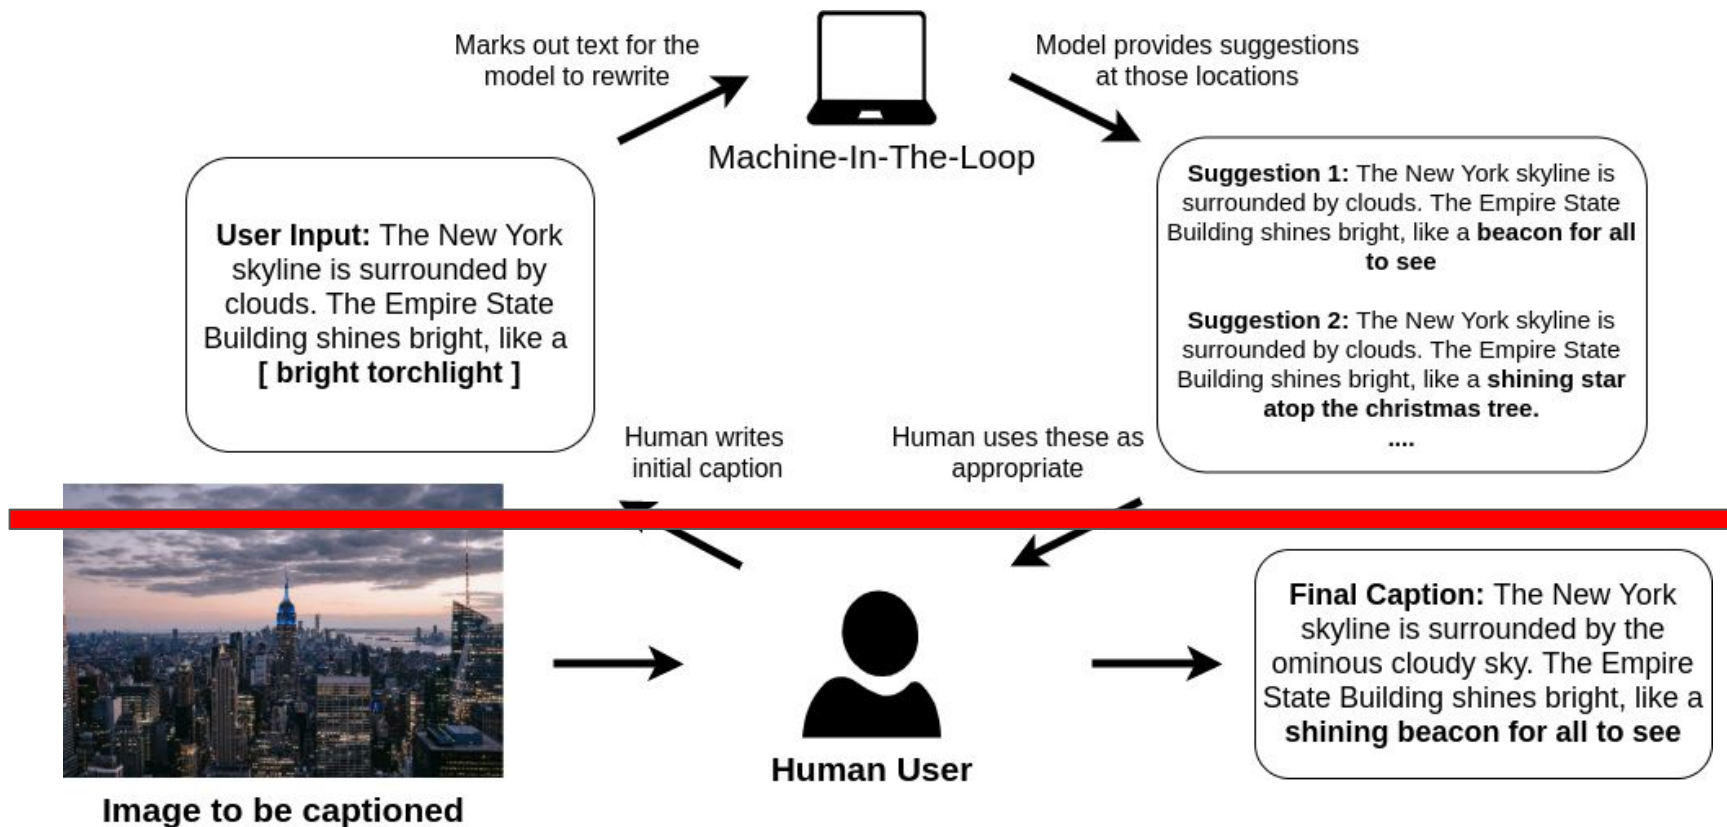 Marks out text for the
model to rewrite
Model provides suggestions
at those locations
Machine-In-The-Loop
User Input: The New York
skyline is surrounded by
clouds. The Empire State
Building shines bright, like a
[ bright torchlight ]
Suggestion 1: The New York skyline is
surrounded by clouds. The Empire State
Building shines bright, like a beacon for all
to see
Suggestion 2: The New York skyline is
surrounded by clouds. The Empire State
Building shines bright, like a shining star
atop the christmas tree.
....
Human writes
initial caption
Human uses these as
appropriate
Image to be captioned
Human User
Final Caption: The New York
skyline is surrounded by the
ominous cloudy sky. The Empire
State Building shines bright, like a
shining beacon for all to see